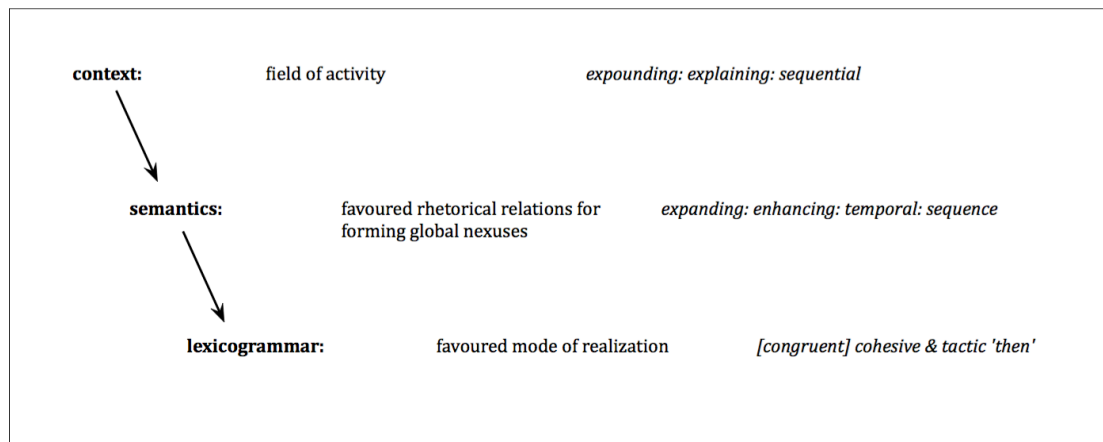 context: field of activity expounding: explaining: sequential
semantics: favoured rhetorical relations for expanding: enhancing: temporal: sequence
forming global nexuses
lexicogrammar: favoured mode of realization [congruent] cohesive & tactic 'then'